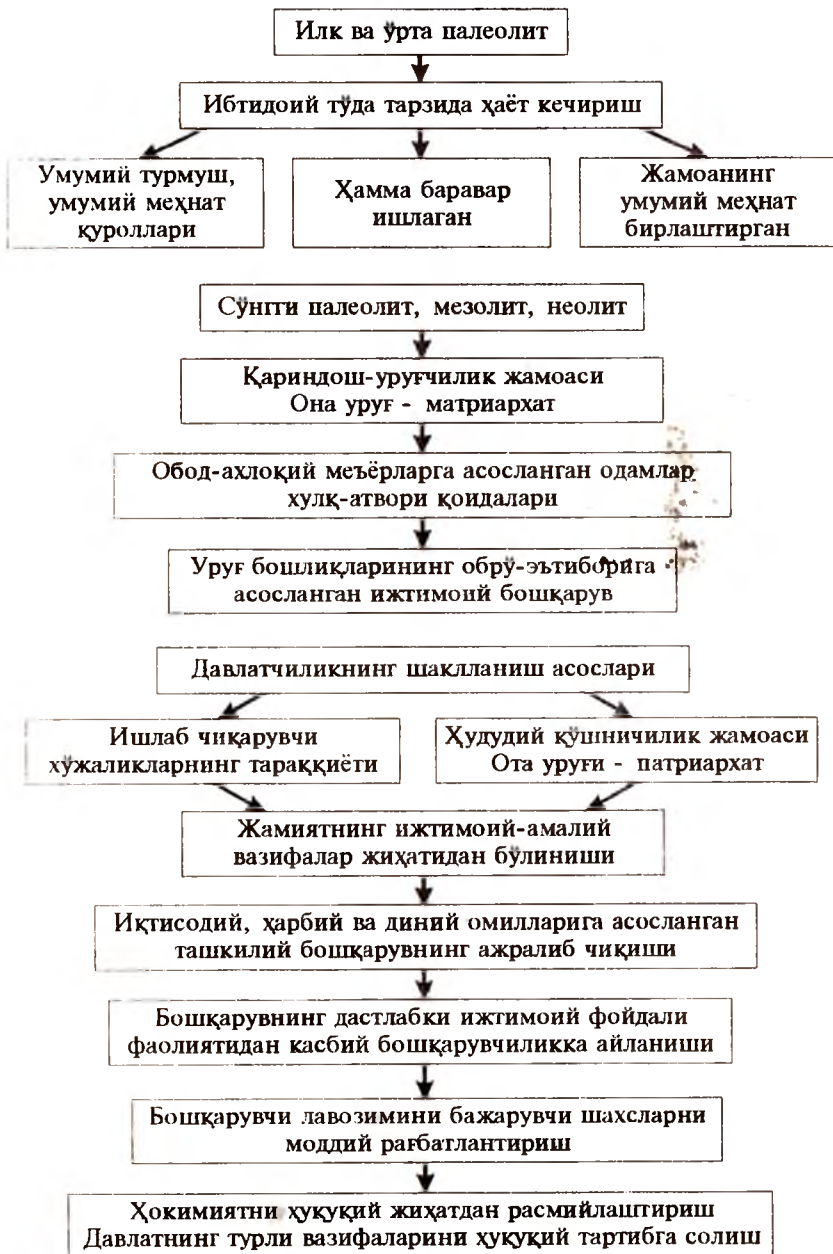 Илк ва ўрта палеолит
Ибтидоий тўда тарзида ҳаёт кечириш
Умумий турмуш,
умумий меҳнат
қуроллари
Ҳамма баравар
ишлаган
Жамоанинг
умумий меҳнат
бирлаштирган
Сўнгги палеолит, мезолит, неолит
Қариндош-уруғчилик жамоаси
Она уруғ - матриархат
Обод-ахлоқий меъёрларга асосланган одамлар
хулқ-атвори қоидалари
Уруғ бошлиқларининг обрў-эътиборига
асосланган ижтимоий бошқарув
Давлатчиликнинг шаклланиш асослари
Ишлаб чиқарувчи
хўжаликларнинг тараққиёти
Ҳудудий қўшничилик жамоаси
Ота уруғи - патриархат
Жамиятнинг ижтимоий-амалий
вазифалар жиҳатидан бўлиниши
Иқтисодий, ҳарбий ва диний омилларига асосланган
ташкилий бошқарувнинг ажралиб чиқиши
Бошқарувнинг дастлабки ижтимоий фойдали
фаолиятидан касбий бошқарувчиликка айланиши
Бошқарувчи лавозимини бажарувчи шахсларни
моддий рағбатлантириш
Ҳокимиятни ҳуқуқий жиҳатдан расмийлаштириш
Давлатнинг турли вазифаларини ҳуқуқий тартибга солиш